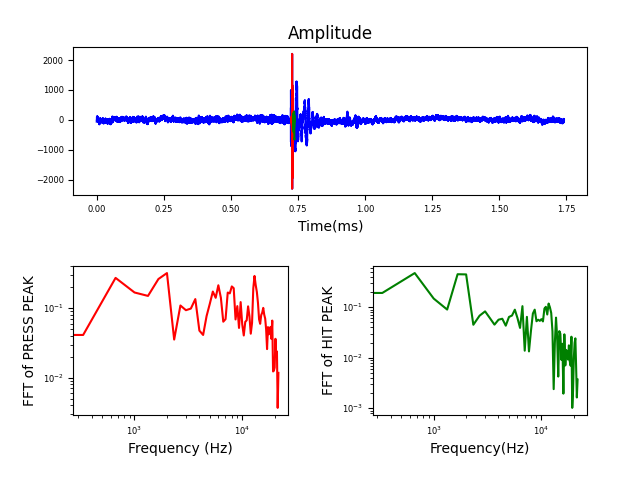 Amplitude
2000
1000
0
−1000
−2000
0.00 0.25 0.50 0.75 1.00 1.25 1.50 1.75
Time(ms)
FFT of PRESS PEAK
10⁻¹
10⁻²
10³ 10⁴
Frequency (Hz)
FFT of HIT PEAK
10⁻¹
10⁻²
10⁻³
10³ 10⁴
Frequency(Hz)